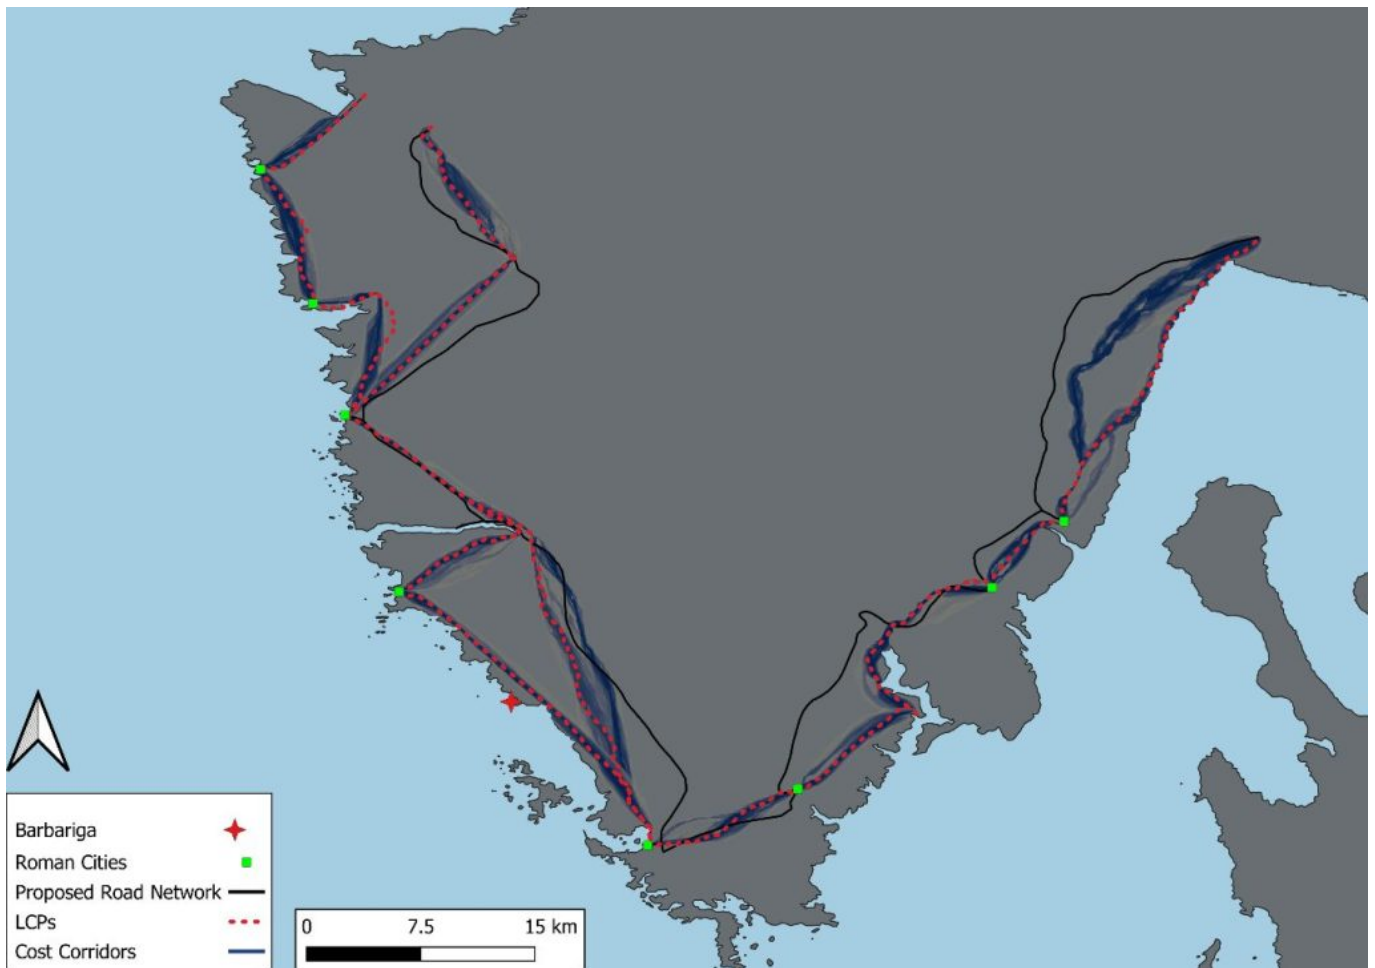 Barbariga
Roman Cities
Proposed Road Network
LCPs
Cost Corridors
0 7.5 15 km